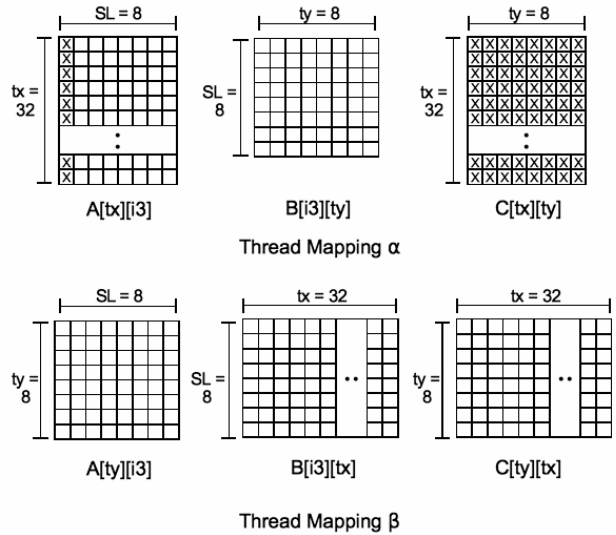 SL = 8
ty = 8
ty = 8
tx =
32
X
X
X
X
X
X
:
X
X
SL =
8
tx =
32
X X X X X X X X
X X X X X X X X
X X X X X X X X
X X X X X X X X
X X X X X X X X
X X X X X X X X
:
X X X X X X X X
X X X X X X X X
A[tx][i3]
B[i3][ty]
C[tx][ty]
Thread Mapping α
SL = 8
tx = 32
tx = 32
ty =
8
SL =
8
..
ty =
8
..
A[ty][i3]
B[i3][tx]
C[ty][tx]
Thread Mapping β